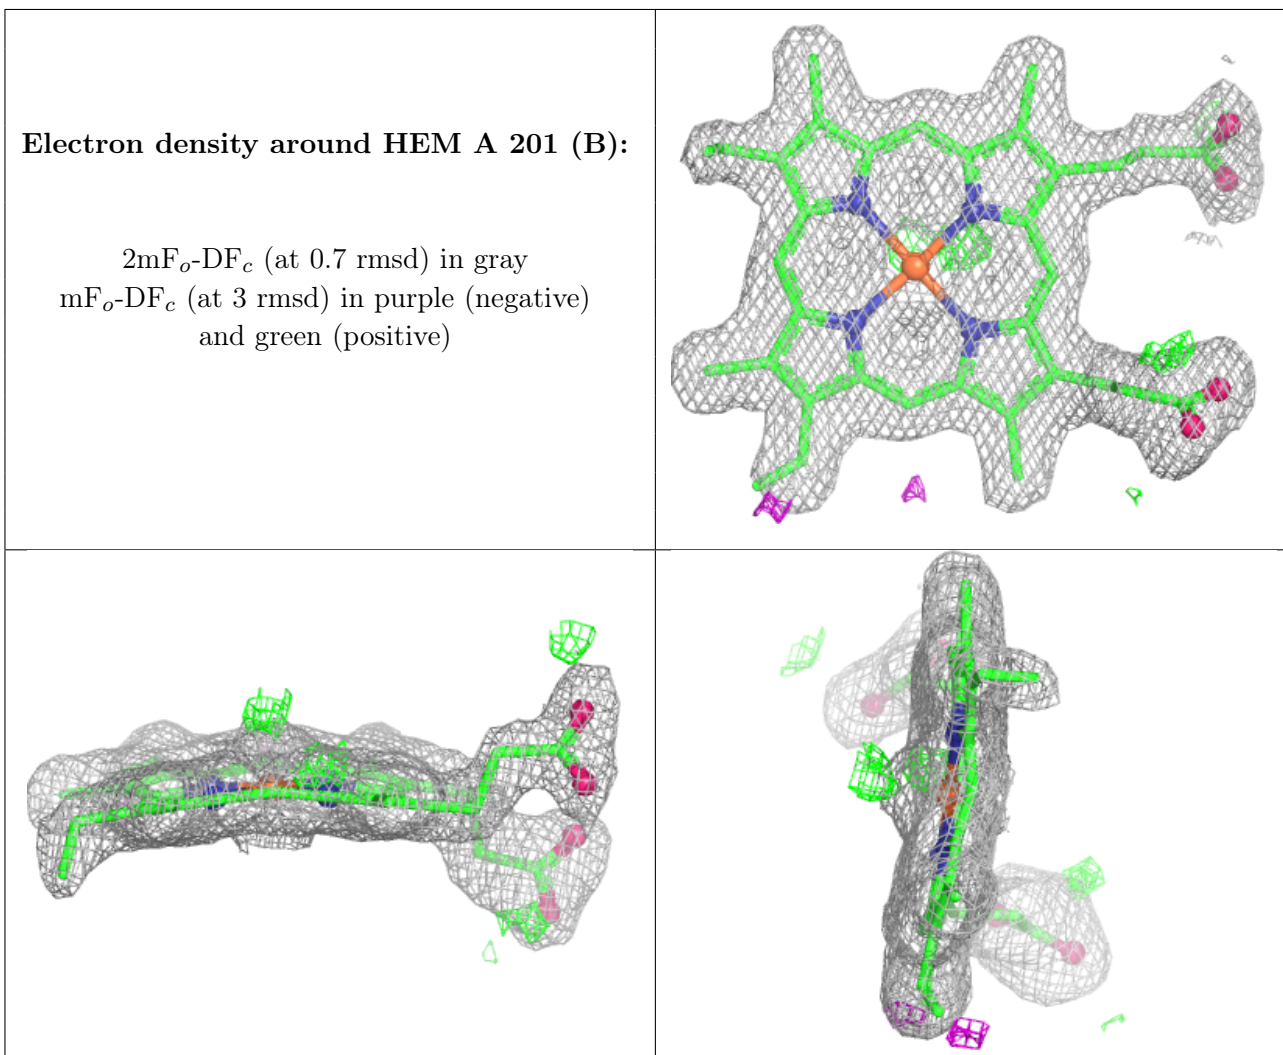 Electron density around HEM A 201 (B):
2mFo-DFc (at 0.7 rmsd) in gray
mFo-DFc (at 3 rmsd) in purple (negative)
and green (positive)